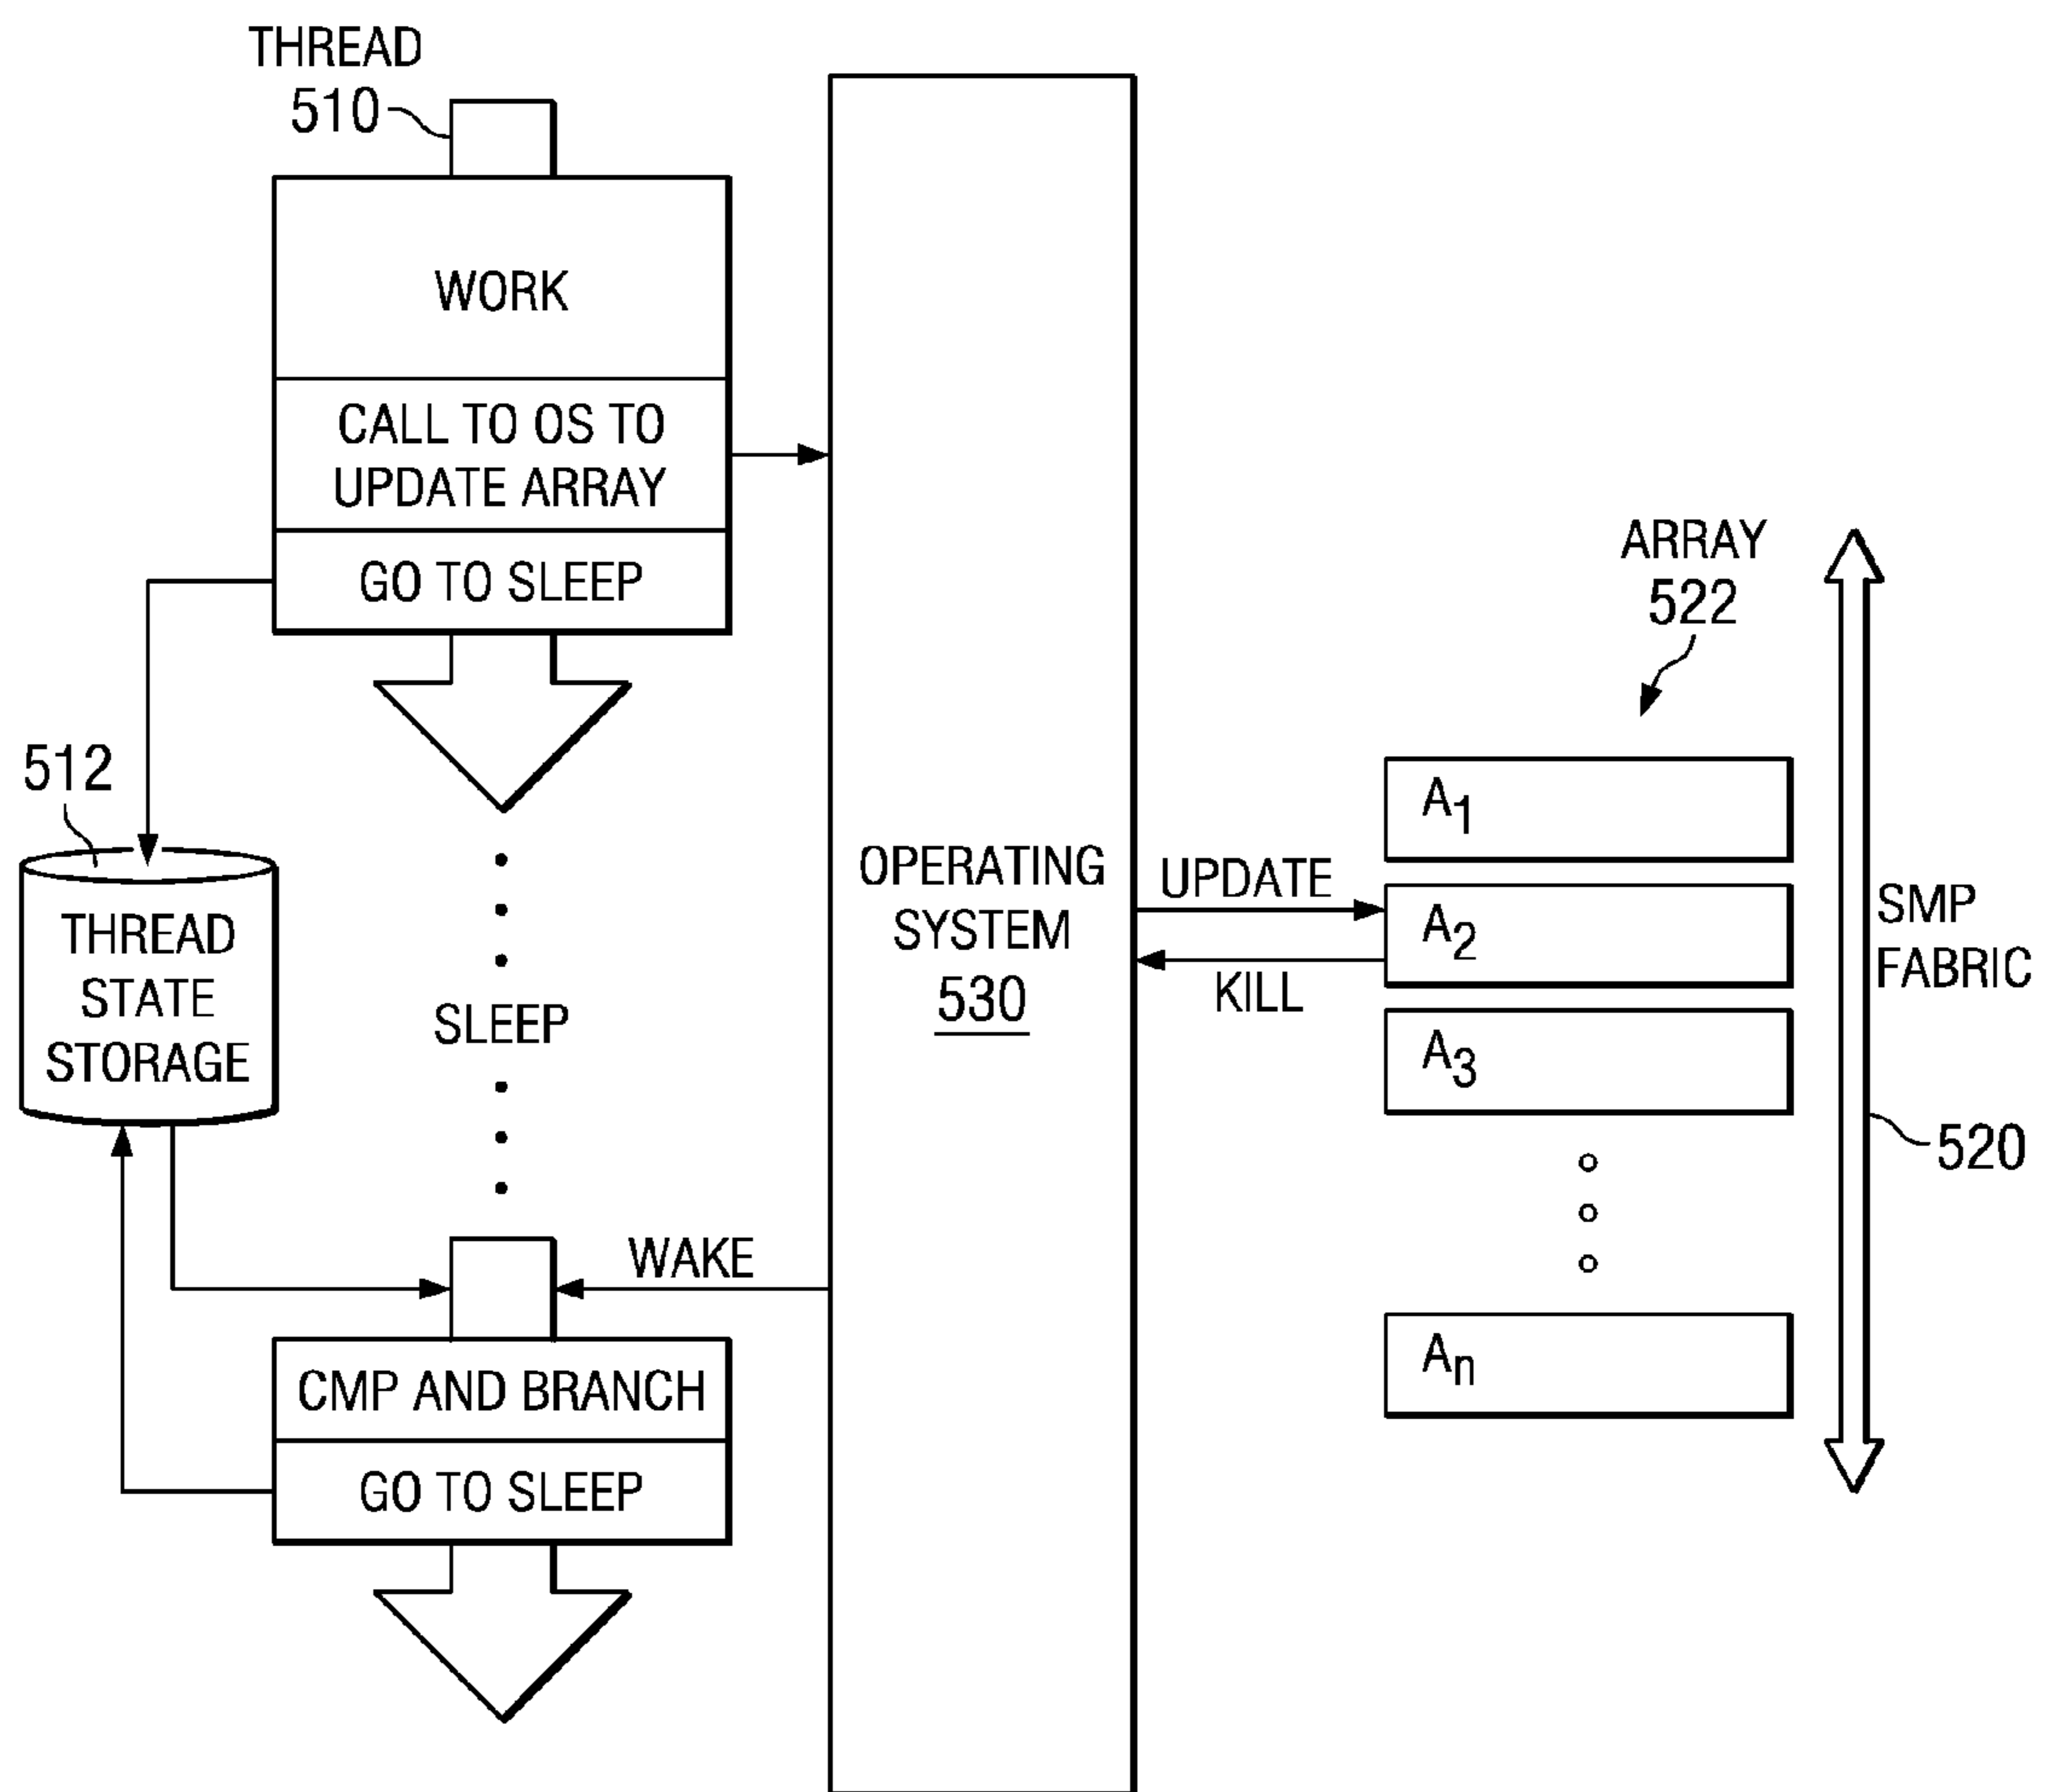 THREAD
510
WORK
CALL TO OS TO
UPDATE ARRAY
GO TO SLEEP
512
THREAD
STATE
STORAGE
SLEEP
WAKE
CMP AND BRANCH
GO TO SLEEP
OPERATING
SYSTEM
530
UPDATE
KILL
ARRAY
522
A1
A2
A3
An
SMP
FABRIC
520